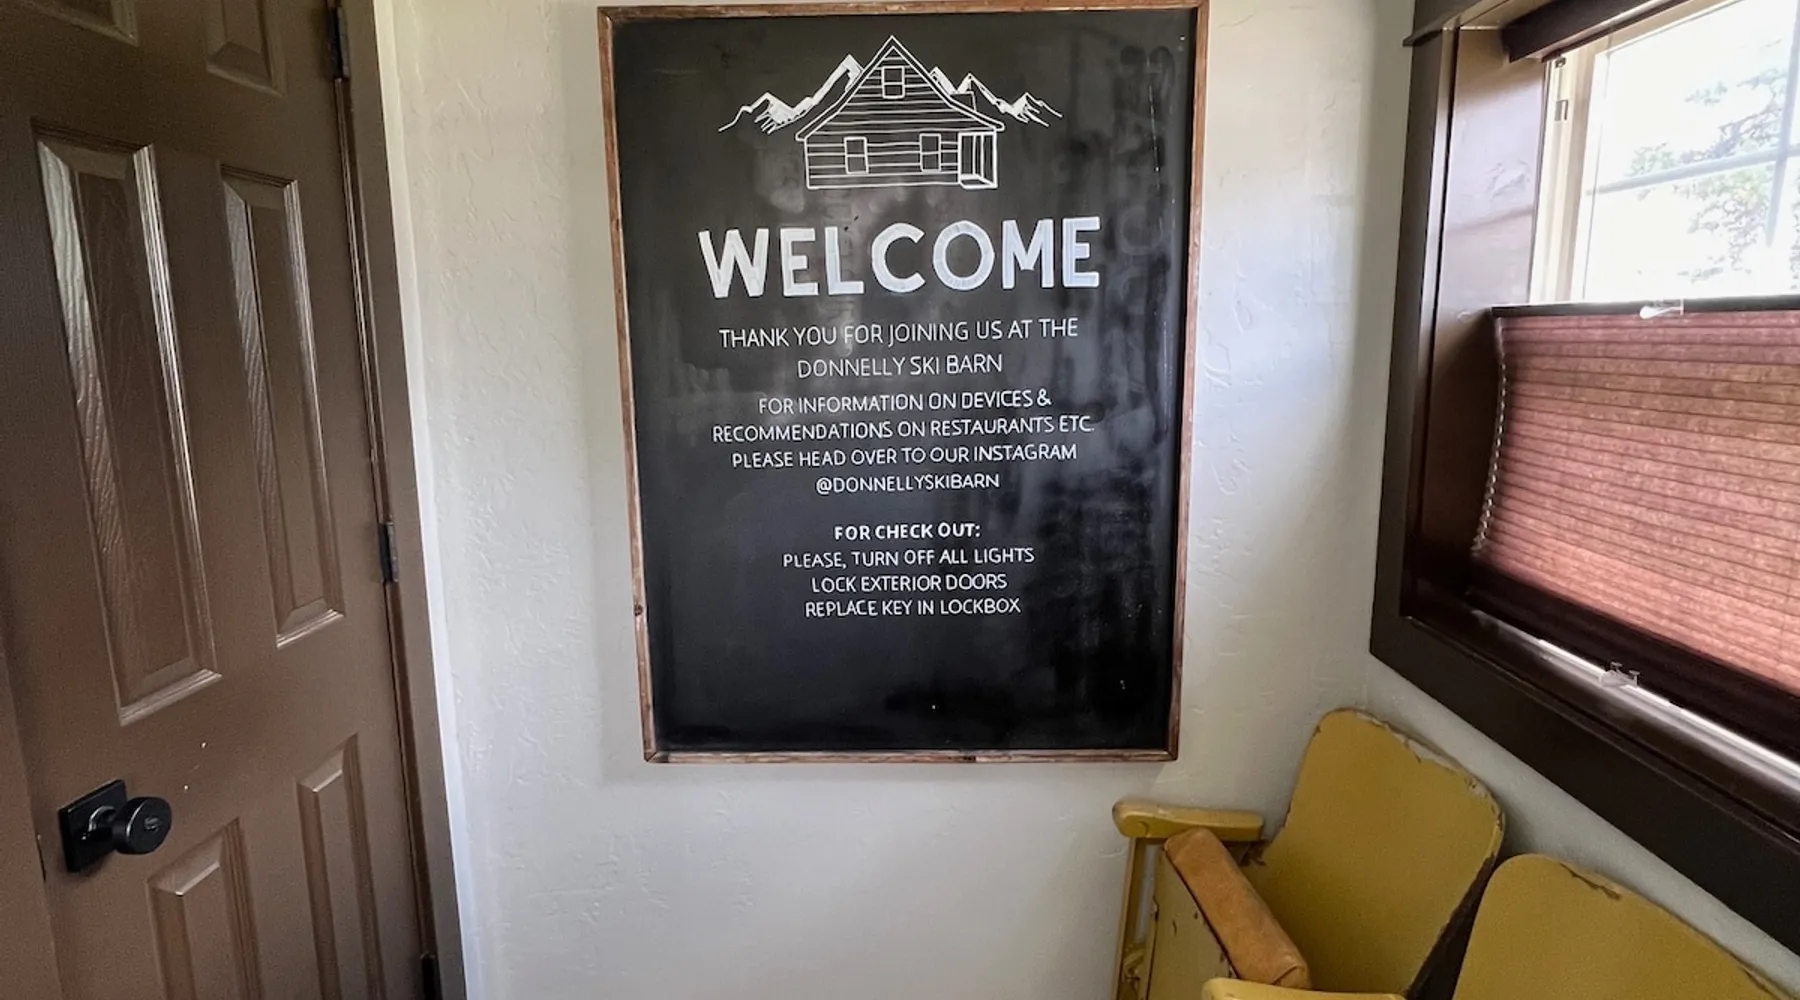 WELCOME
THANK YOU FOR JOINING US AT THE
DONNELLY SKI BARN
FOR INFORMATION ON DEVICES &
RECOMMENDATIONS ON RESTAURANTS ETC.
PLEASE HEAD OVER TO OUR INSTAGRAM
@DONNELLYSKIBARN
FOR CHECK OUT:
PLEASE, TURN OFF ALL LIGHTS
LOCK EXTERIOR DOORS
REPLACE KEY IN LOCKBOX